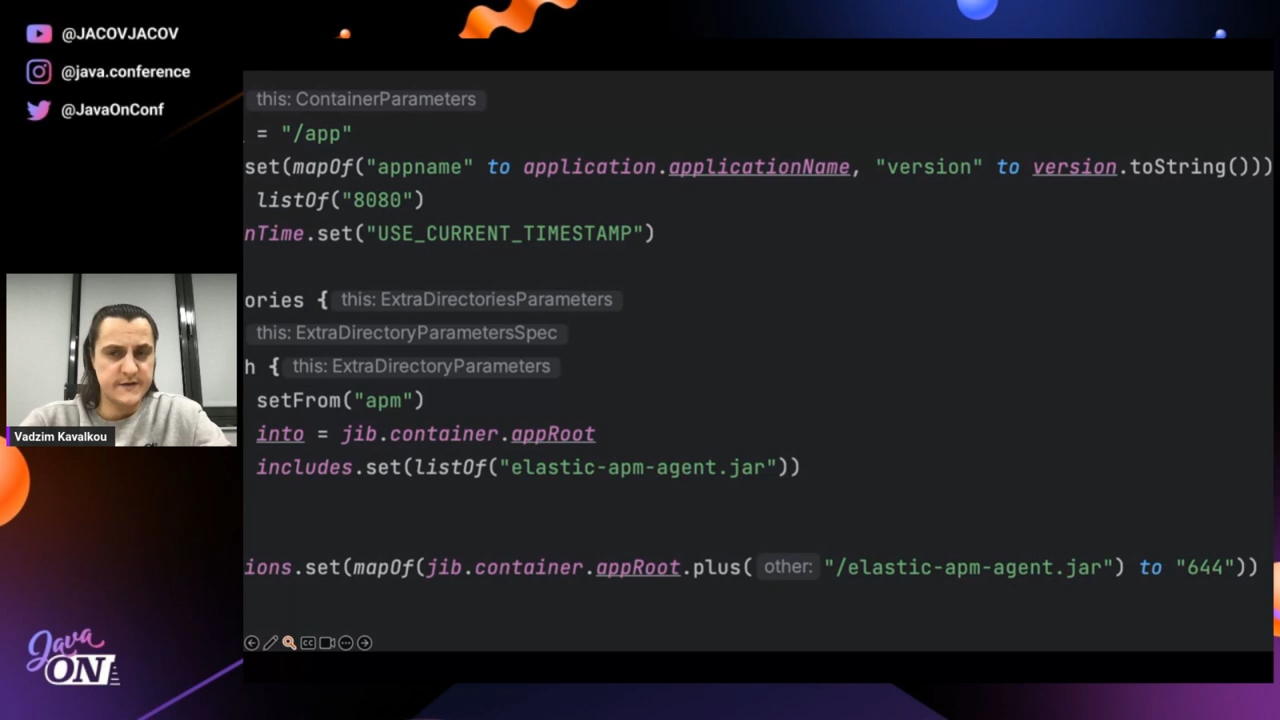 @JACOVJACOV
@java.conference
@JavaOnConf
this: ContainerParameters
= "/app"
set(mapOf("appname" to application.applicationName, "version" to version.toString()))
listOf("8080")
nTime.set("USE_CURRENT_TIMESTAMP")
ories { this: ExtraDirectoriesParameters
this: ExtraDirectoryParametersSpec
h { this: ExtraDirectoryParameters
setFrom("apm")
into = jib.container.appRoot
includes.set(listOf("elastic-apm-agent.jar"))
ions.set(mapOf(jib.container.appRoot.plus( other: "/elastic-apm-agent.jar") to "644"))
Vadzim Kavalkou
CC
Java
ON